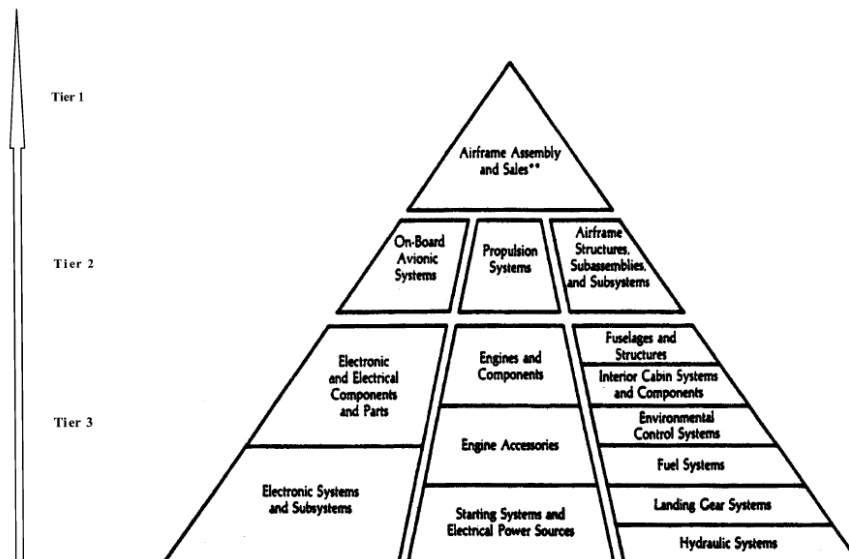 Tier 1
Airframe Assembly
and Sales**
Tier 2
On-Board
Avionic
Systems
Propulsion
Systems
Airframe
Structures,
Subassemblies,
and Subsystems
Tier 3
Electronic
and Electrical
Components
and Parts
Electronic Systems
and Subsystems
Engines and
Components
Engine Accessories
Starting Systems and
Electrical Power Sources
Fuselages and
Structures
Interior Cabin Systems
and Components
Environmental
Control Systems
Fuel Systems
Landing Gear Systems
Hydraulic Systems